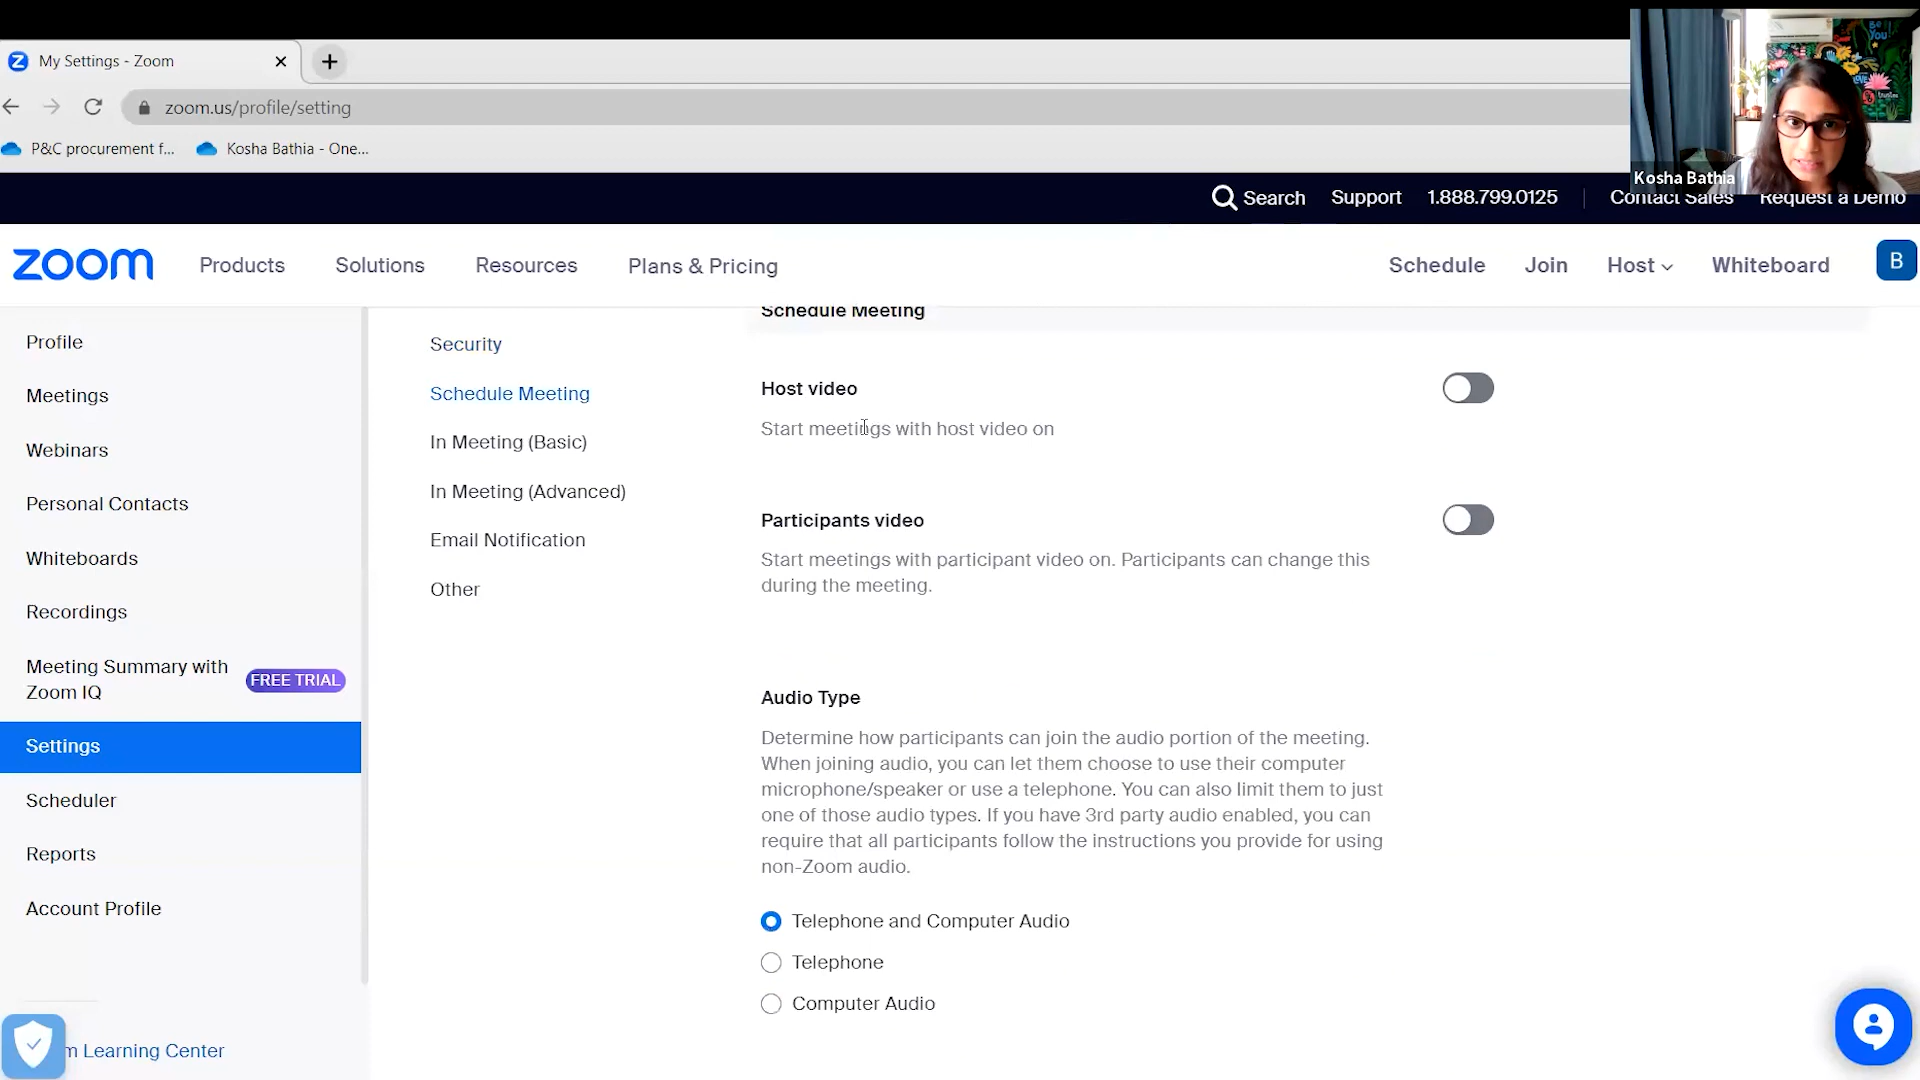 My Settings - Zoom
zoom.us/profile/setting
P&C procurement f...
Kosha Bathia - One...
Be
You!
Kosha Bathia
Search
Support
1.888.799.0125
Contact Sales
Request a Demo
zoom
Products
Solutions
Resources
Plans & Pricing
Schedule
Join
Host
Whiteboard
B
Profile
Meetings
Webinars
Personal Contacts
Whiteboards
Recordings
Meeting Summary with
Zoom IQ
FREE TRIAL
Settings
Scheduler
Reports
Account Profile
m Learning Center
Security
Schedule Meeting
In Meeting (Basic)
In Meeting (Advanced)
Email Notification
Other
Schedule Meeting
Host video
Start meetings with host video on
Participants video
Start meetings with participant video on. Participants can change this
during the meeting.
Audio Type
Determine how participants can join the audio portion of the meeting.
When joining audio, you can let them choose to use their computer
microphone/speaker or use a telephone. You can also limit them to just
one of those audio types. If you have 3rd party audio enabled, you can
require that all participants follow the instructions you provide for using
non-Zoom audio.
Telephone and Computer Audio
Telephone
Computer Audio